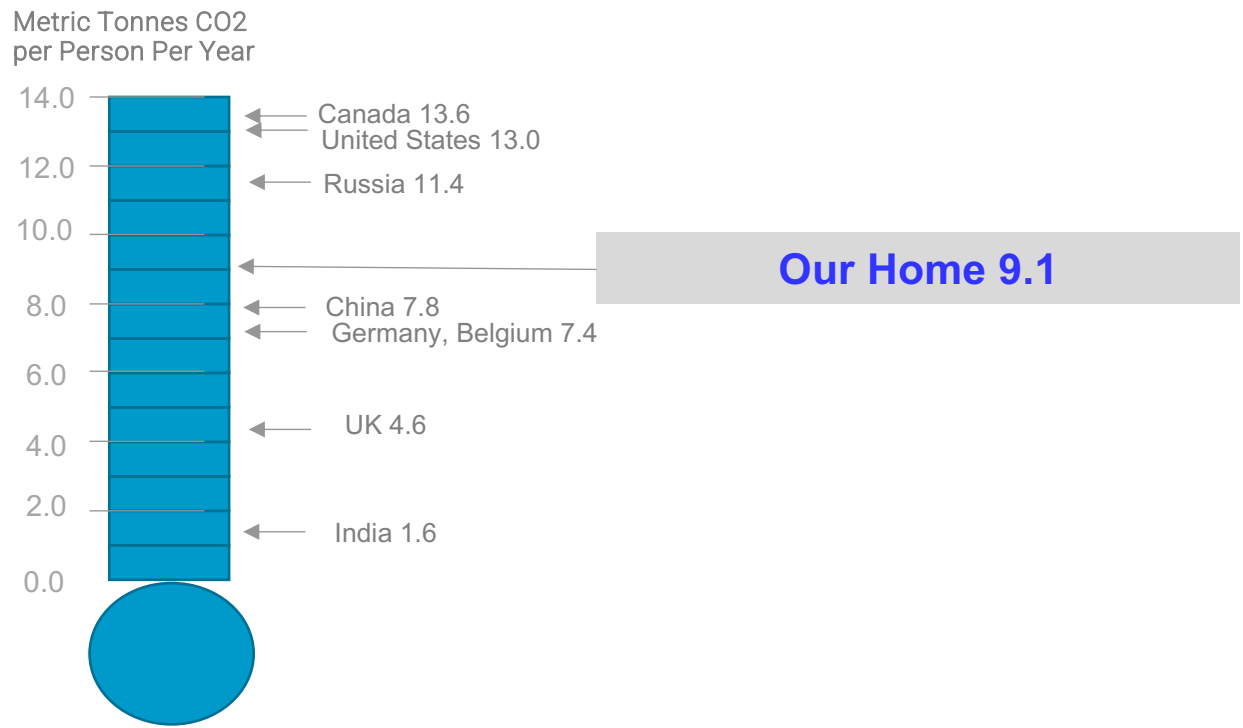 Metric Tonnes CO2
per Person Per Year
14.0
Canada 13.6
United States 13.0
12.0
Russia 11.4
10.0
Our Home 9.1
8.0
China 7.8
Germany, Belgium 7.4
6.0
UK 4.6
4.0
2.0
India 1.6
0.0